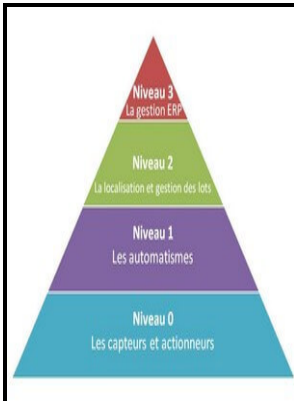 Niveau 3
La gestion ERP
Niveau 2
La localisation et gestion des lots
Niveau 1
Les automatismes
Niveau 0
Les capteurs et actionneurs